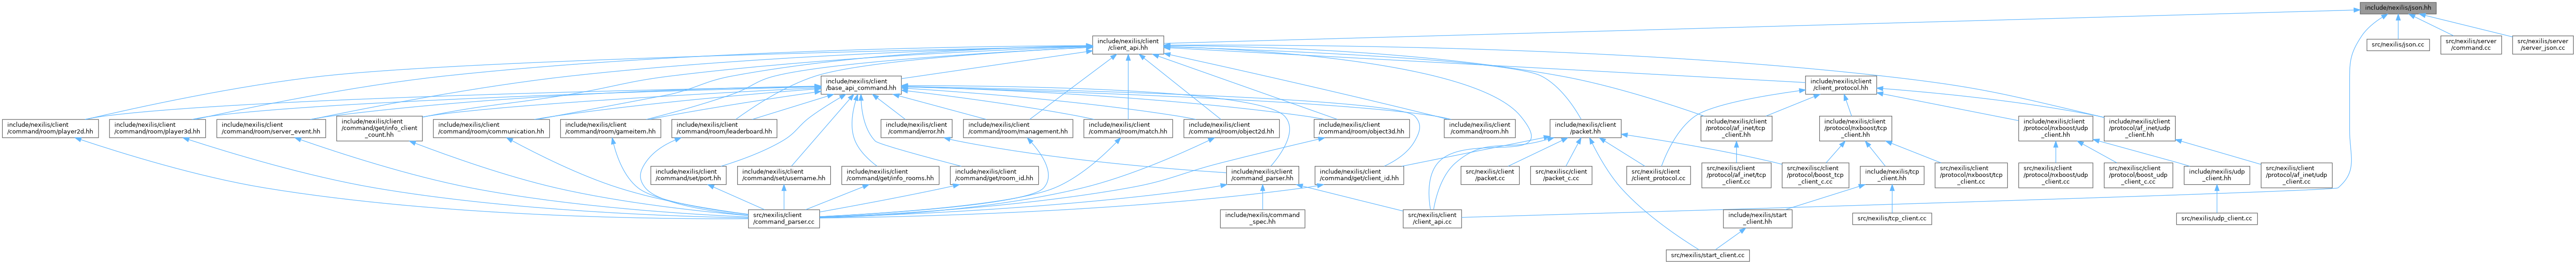 include/nexilis/json.hh
include/nexilis/client
/client_api.hh
src/nexilis/json.cc
src/nexilis/server
/command.cc
src/nexilis/server
/server_json.cc
include/nexilis/client
/base_api_command.hh
include/nexilis/client
/client_protocol.hh
include/nexilis/client
/command/room/player2d.hh
include/nexilis/client
/command/room/player3d.hh
include/nexilis/client
/command/room/server_event.hh
include/nexilis/client
/command/get/info_client
_count.hh
include/nexilis/client
/command/room/communication.hh
include/nexilis/client
/command/room/gameitem.hh
include/nexilis/client
/command/room/leaderboard.hh
include/nexilis/client
/command/error.hh
include/nexilis/client
/command/room/management.hh
include/nexilis/client
/command/room/match.hh
include/nexilis/client
/command/room/object2d.hh
include/nexilis/client
/command/room/object3d.hh
include/nexilis/client
/command/room.hh
include/nexilis/client
/packet.hh
include/nexilis/client
/protocol/af_inet/tcp
_client.hh
include/nexilis/client
/protocol/nxboost/tcp
_client.hh
include/nexilis/client
/protocol/nxboost/udp
_client.hh
include/nexilis/client
/protocol/af_inet/udp
_client.hh
include/nexilis/client
/command/set/port.hh
include/nexilis/client
/command/set/username.hh
include/nexilis/client
/command/get/info_rooms.hh
include/nexilis/client
/command/get/room_id.hh
include/nexilis/client
/command_parser.hh
include/nexilis/client
/command/get/client_id.hh
src/nexilis/client
/packet.cc
src/nexilis/client
/packet_c.cc
src/nexilis/client
/client_protocol.cc
src/nexilis/client
/protocol/af_inet/tcp
_client.cc
src/nexilis/client
/protocol/boost_tcp
_client_c.cc
include/nexilis/tcp
_client.hh
src/nexilis/client
/protocol/nxboost/tcp
_client.cc
src/nexilis/client
/protocol/nxboost/udp
_client.cc
src/nexilis/client
/protocol/boost_udp
_client_c.cc
include/nexilis/udp
_client.hh
src/nexilis/client
/protocol/af_inet/udp
_client.cc
src/nexilis/client
/command_parser.cc
include/nexilis/command
_spec.hh
src/nexilis/client
/client_api.cc
include/nexilis/start
_client.hh
src/nexilis/tcp_client.cc
src/nexilis/udp_client.cc
src/nexilis/start_client.cc